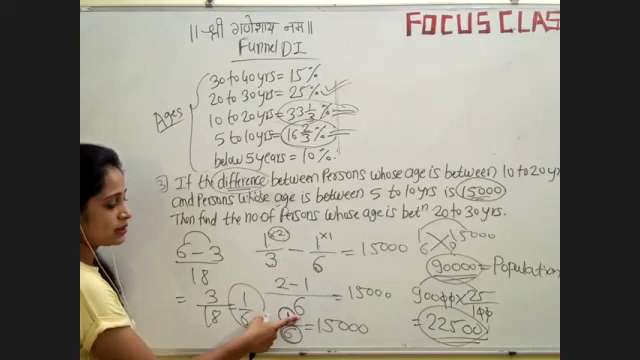 ॥ श्री गणेशाय नमः॥
FOCUS CLAS
Funnel DI
Ages
30 to 40 yrs = 15%
20 to 30 yrs = 25%
10 to 20 yrs = 33 1/3 %
5 to 10 yrs = 16 2/3 %
below 5 years = 10%
3) If the difference between Persons whose age is between 10 to 20 yr
and Persons whose age is between 5 to 10 yrs is 15000
Then find the no of Persons whose age is betⁿ 20 to 30 yrs.
6 - 3 / 18
= 3/18 1/6
1/3 ×2 - 1/6 ×1 = 15000
2 - 1 / 6 = 15000
1/6 = 15000
1/6 15000
90000 = Population
90000 × 25/100
= 22500